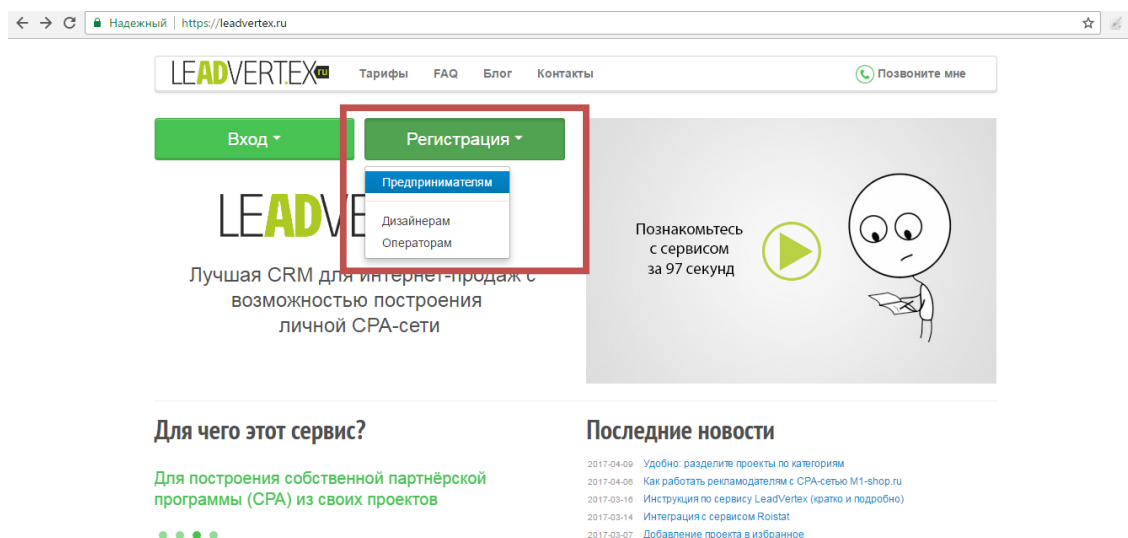 Надежный | https://leadvertex.ru
LEADVERTEX ru
Тарифы FAQ Блог Контакты
Позвоните мне
Вход
Регистрация
Предпринимателям
Дизайнерам
Операторам
Лучшая CRM для интернет-продаж с
возможностью построения
личной CPA-сети
Познакомьтесь
с сервисом
за 97 секунд
Для чего этот сервис?
Для построения собственной партнёрской
программы (CPA) из своих проектов
Последние новости
2017-04-09 Удобно: разделите проекты по категориям
2017-04-06 Как работать рекламодателям с CPA-сетью M1-shop.ru
2017-03-16 Инструкция по сервису LeadVertex (кратко и подробно)
2017-03-14 Интеграция с сервисом Roistat
2017-03-07 Добавление проекта в избранное